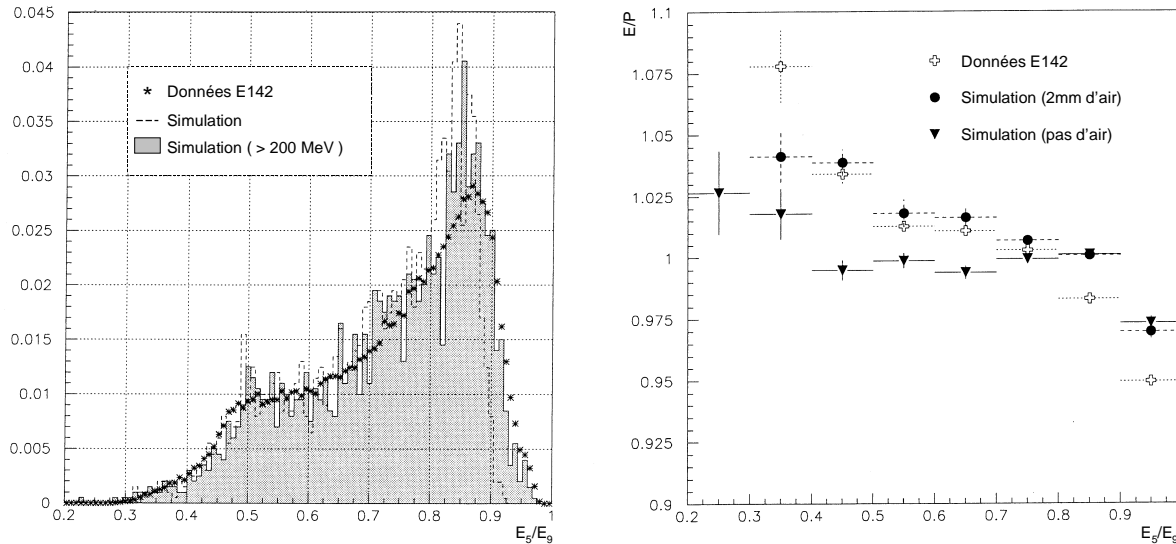 0.045
0.04
0.035
0.03
0.025
0.02
0.015
0.01
0.005
0
0.2 0.3 0.4 0.5 0.6 0.7 0.8 0.9 1
E5/E9
Données E142
Simulation
Simulation ( > 200 MeV )
E/P
1.1
1.075
1.05
1.025
1
0.975
0.95
0.925
0.9
0.2 0.3 0.4 0.5 0.6 0.7 0.8 0.9
E5/E9
Données E142
Simulation (2mm d'air)
Simulation (pas d'air)